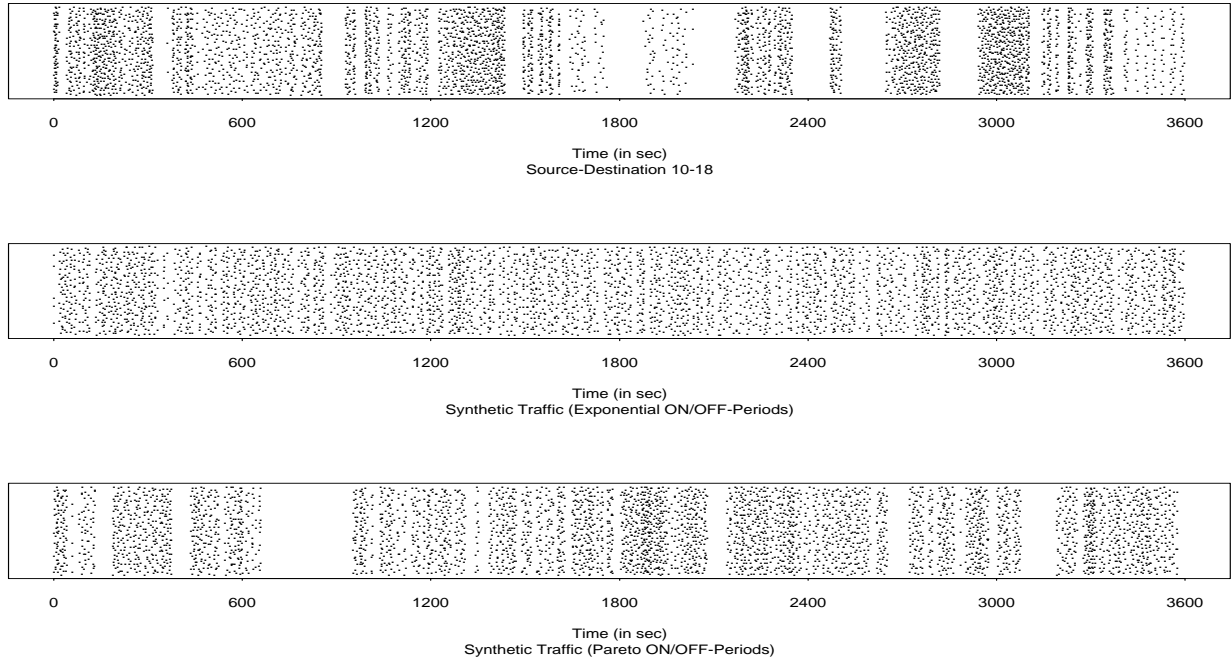 0 600 1200 1800 2400 3000 3600
Time (in sec)
Source-Destination 10-18
0 600 1200 1800 2400 3000 3600
Time (in sec)
Synthetic Traffic (Exponential ON/OFF-Periods)
0 600 1200 1800 2400 3000 3600
Time (in sec)
Synthetic Traffic (Pareto ON/OFF-Periods)